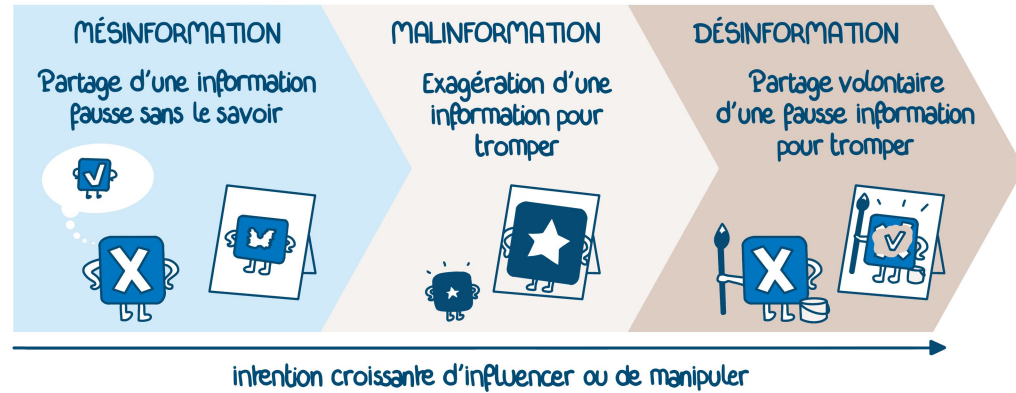 MÉSINFORMATION
Partage d'une information
fausse sans le savoir
MALINFORMATION
Exagération d'une
information pour
tromper
DÉSINFORMATION
Partage volontaire
d'une fausse information
pour tromper
intention croissante d'influencer ou de manipuler